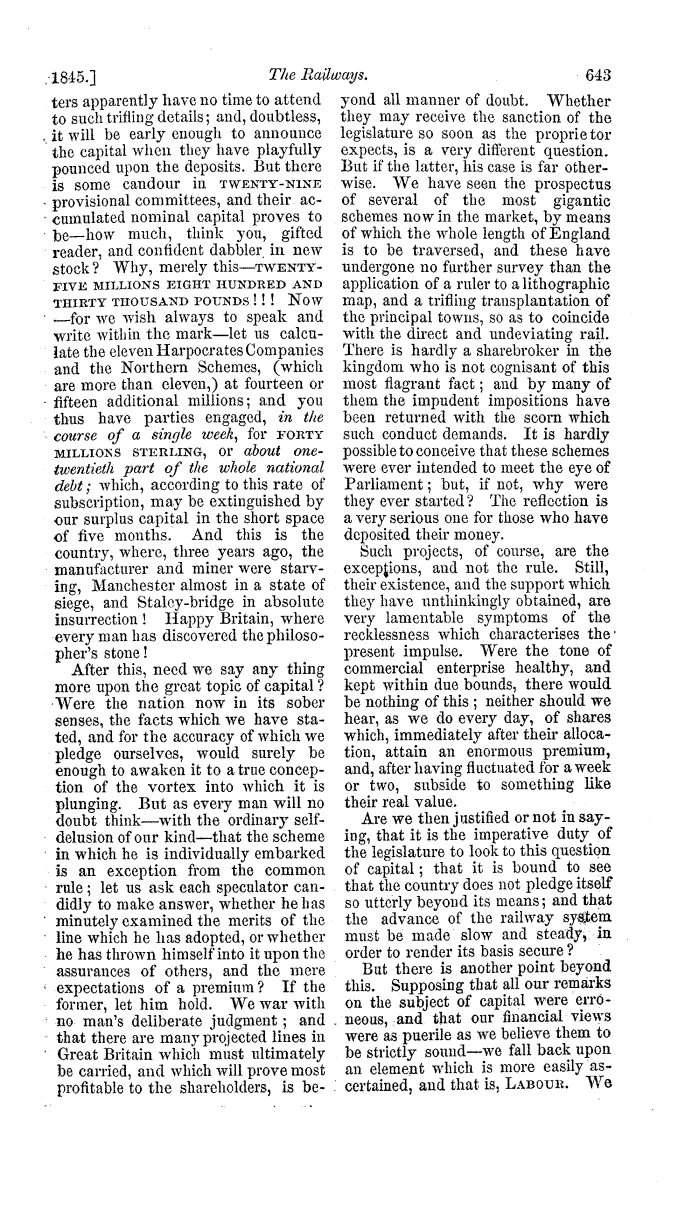 1845.]
The Railways.
643
ters apparently have no time to attend
to such trifling details; and, doubtless,
it will be early enough to announce
the capital when they have playfully
pounced upon the deposits. But there
is some candour in TWENTY-NINE
provisional committees, and their ac-
cumulated nominal capital proves to
be—how much, think you, gifted
reader, and confident dabbler in new
stock? Why, merely this—TWENTY-
FIVE MILLIONS EIGHT HUNDRED AND
THIRTY THOUSAND POUNDS!!! Now
—for we wish always to speak and
write within the mark—let us calcu-
late the eleven Harpocrates Companies
and the Northern Schemes, (which
are more than eleven,) at fourteen or
fifteen additional millions; and you
thus have parties engaged, in the
course of a single week, for FORTY
MILLIONS STERLING, or about one-
twentieth part of the whole national
debt; which, according to this rate of
subscription, may be extinguished by
our surplus capital in the short space
of five months. And this is the
country, where, three years ago, the
manufacturer and miner were starv-
ing, Manchester almost in a state of
siege, and Staley-bridge in absolute
insurrection! Happy Britain, where
every man has discovered the philoso-
pher's stone!
After this, need we say any thing
more upon the great topic of capital?
Were the nation now in its sober
senses, the facts which we have sta-
ted, and for the accuracy of which we
pledge ourselves, would surely be
enough to awaken it to a true concep-
tion of the vortex into which it is
plunging. But as every man will no
doubt think—with the ordinary self-
delusion of our kind—that the scheme
in which he is individually embarked
is an exception from the common
rule; let us ask each speculator can-
didly to make answer, whether he has
minutely examined the merits of the
line which he has adopted, or whether
he has thrown himself into it upon the
assurances of others, and the mere
expectations of a premium? If the
former, let him hold. We war with
no man's deliberate judgment; and
that there are many projected lines in
Great Britain which must ultimately
be carried, and which will prove most
profitable to the shareholders, is be-
yond all manner of doubt. Whether
they may receive the sanction of the
legislature so soon as the proprietor
expects, is a very different question.
But if the latter, his case is far other-
wise. We have seen the prospectus
of several of the most gigantic
schemes now in the market, by means
of which the whole length of England
is to be traversed, and these have
undergone no further survey than the
application of a ruler to a lithographic
map, and a trifling transplantation of
the principal towns, so as to coincide
with the direct and undeviating rail.
There is hardly a sharebroker in the
kingdom who is not cognisant of this
most flagrant fact; and by many of
them the impudent impositions have
been returned with the scorn which
such conduct demands. It is hardly
possible to conceive that these schemes
were ever intended to meet the eye of
Parliament; but, if not, why were
they ever started? The reflection is
a very serious one for those who have
deposited their money.
Such projects, of course, are the
exceptions, and not the rule. Still,
their existence, and the support which
they have unthinkingly obtained, are
very lamentable symptoms of the
recklessness which characterises the
present impulse. Were the tone of
commercial enterprise healthy, and
kept within due bounds, there would
be nothing of this; neither should we
hear, as we do every day, of shares
which, immediately after their alloca-
tion, attain an enormous premium,
and, after having fluctuated for a week
or two, subside to something like
their real value.
Are we then justified or not in say-
ing, that it is the imperative duty of
the legislature to look to this question
of capital; that it is bound to see
that the country does not pledge itself
so utterly beyond its means; and that
the advance of the railway system
must be made slow and steady, in
order to render its basis secure?
But there is another point beyond
this. Supposing that all our remarks
on the subject of capital were erro-
neous, and that our financial views
were as puerile as we believe them to
be strictly sound—we fall back upon
an element which is more easily as-
certained, and that is, LABOUR. We